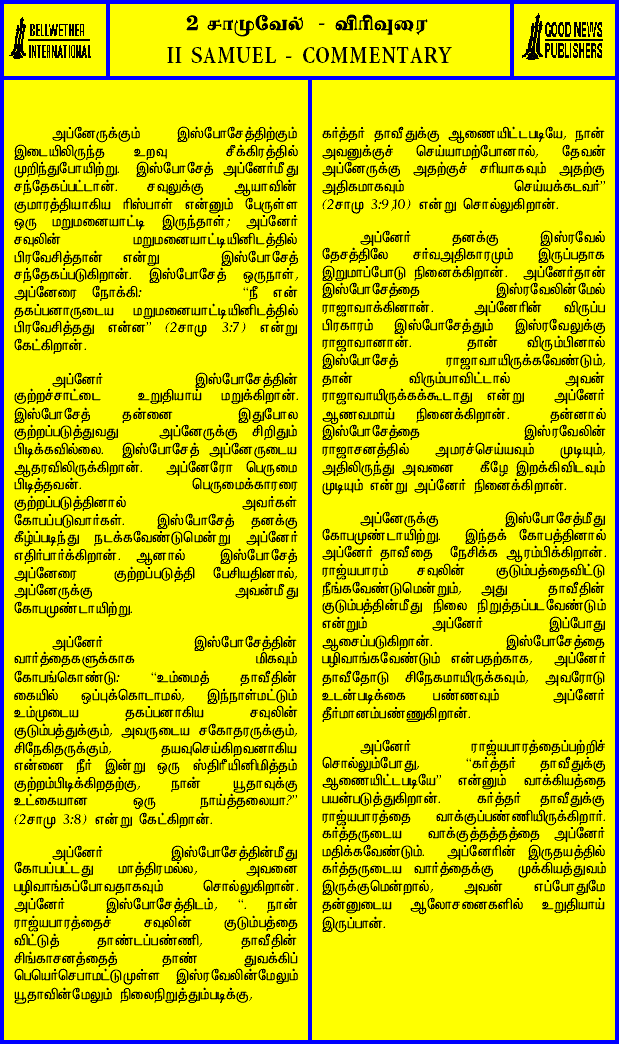 BELLWETHER
INTERNATIONAL
2 சாமுவேல் - விரிவுரை
II SAMUEL - COMMENTARY
GOOD NEWS
PUBLISHERS
அப்னேருக்கும் இஸ்போசேத்திற்கும்
இடையிலிருந்த உறவு சீக்கிரத்தில்
முறிந்துபோயிற்று. இஸ்போசேத் அப்னேர்மீது
சந்தேகப்பட்டான். சவுலுக்கு ஆயாவின்
குமாரத்தியாகிய ரிஸ்பாள் என்னும் பேருள்ள
ஒரு மறுமனையாட்டி இருந்தாள்; அப்னேர்
சவுலின் மறுமனையாட்டியினிடத்தில்
பிரவேசித்தான் என்று இஸ்போசேத்
சந்தேகப்படுகிறான். இஸ்போசேத் ஒருநாள்,
அப்னேரை நோக்கி: "நீ என்
தகப்பனாருடைய மறுமனையாட்டியினிடத்தில்
பிரவேசித்தது என்ன" (2சாமு 3:7) என்று
கேட்கிறான்.
அப்னேர் இஸ்போசேத்தின்
குற்றச்சாட்டை உறுதியாய் மறுக்கிறான்.
இஸ்போசேத் தன்னை இதுபோல
குற்றப்படுத்துவது அப்னேருக்கு சிறிதும்
பிடிக்கவில்லை. இஸ்போசேத் அப்னேருடைய
ஆதரவிலிருக்கிறான். அப்னேரோ பெருமை
பிடித்தவன். பெருமைக்காரரை
குற்றப்படுத்தினால் அவர்கள்
கோபப்படுவார்கள். இஸ்போசேத் தனக்கு
கீழ்ப்படிந்து நடக்கவேண்டுமென்று அப்னேர்
எதிர்பார்க்கிறான். ஆனால் இஸ்போசேத்
அப்னேரை குற்றப்படுத்தி பேசியதினால்,
அப்னேருக்கு அவன்மீது
கோபமுண்டாயிற்று.
அப்னேர் இஸ்போசேத்தின்
வார்த்தைகளுக்காக மிகவும்
கோபங்கொண்டு: "உம்மைத் தாவீதின்
கையில் ஒப்புக்கொடாமல், இந்நாள்மட்டும்
உம்முடைய தகப்பனாகிய சவுலின்
குடும்பத்துக்கும், அவருடைய சகோதரருக்கும்,
சிநேகிதருக்கும், தயவுசெய்கிறவனாகிய
என்னை நீர் இன்று ஒரு ஸ்திரீயினிமித்தம்
குற்றம்பிடிக்கிறதற்கு, நான் யூதாவுக்கு
உட்கையான ஒரு நாய்த்தலையா?"
(2சாமு 3:8) என்று கேட்கிறான்.
அப்னேர் இஸ்போசேத்தின்மீது
கோபப்பட்டது மாத்திரமல்ல, அவனை
பழிவாங்கப்போவதாகவும் சொல்லுகிறான்.
அப்னேர் இஸ்போசேத்திடம், ". நான்
ராஜ்யபாரத்தைச் சவுலின் குடும்பத்தை
விட்டுத் தாண்டப்பண்ணி, தாவீதின்
சிங்காசனத்தைத் தாண் துவக்கிப்
பெயெர்செபாமட்டுமுள்ள இஸ்ரவேலின்மேலும்
யூதாவின்மேலும் நிலைநிறுத்தும்படிக்கு,
கர்த்தர் தாவீதுக்கு ஆணையிட்டபடியே, நான்
அவனுக்குச் செய்யாமற்போனால், தேவன்
அப்னேருக்கு அதற்குச் சரியாகவும் அதற்கு
அதிகமாகவும் செய்யக்கடவர்"
(2சாமு 3:9,10) என்று சொல்லுகிறான்.
அப்னேர் தனக்கு இஸ்ரவேல்
தேசத்திலே சர்வஅதிகாரமும் இருப்பதாக
இறுமாப்போடு நினைக்கிறான். அப்னேர்தான்
இஸ்போசேத்தை இஸ்ரவேலின்மேல்
ராஜாவாக்கினான். அப்னேரின் விருப்ப
பிரகாரம் இஸ்போசேத்தும் இஸ்ரவேலுக்கு
ராஜாவானான். தான் விரும்பினால்
இஸ்போசேத் ராஜாவாயிருக்கவேண்டும்,
தான் விரும்பாவிட்டால் அவன்
ராஜாவாயிருக்கக்கூடாது என்று அப்னேர்
ஆணவமாய் நினைக்கிறான். தன்னால்
இஸ்போசேத்தை இஸ்ரவேலின்
ராஜாசனத்தில் அமரச்செய்யவும் முடியும்,
அதிலிருந்து அவனை கீழே இறக்கிவிடவும்
முடியும் என்று அப்னேர் நினைக்கிறான்.
அப்னேருக்கு இஸ்போசேத்மீது
கோபமுண்டாயிற்று. இந்தக் கோபத்தினால்
அப்னேர் தாவீதை நேசிக்க ஆரம்பிக்கிறான்.
ராஜ்யபாரம் சவுலின் குடும்பத்தைவிட்டு
நீங்கவேண்டுமென்றும், அது தாவீதின்
குடும்பத்தின்மீது நிலை நிறுத்தப்படவேண்டும்
என்றும் அப்னேர் இப்போது
ஆசைப்படுகிறான். இஸ்போசேத்தை
பழிவாங்கவேண்டும் என்பதற்காக, அப்னேர்
தாவீதோடு சிநேகமாயிருக்கவும், அவரோடு
உடன்படிக்கை பண்ணவும் அப்னேர்
தீர்மானம்பண்ணுகிறான்.
அப்னேர் ராஜ்யபாரத்தைப்பற்றிச்
சொல்லும்போது, "கர்த்தர் தாவீதுக்கு
ஆணையிட்டபடியே" என்னும் வாக்கியத்தை
பயன்படுத்துகிறான். கர்த்தர் தாவீதுக்கு
ராஜ்யபாரத்தை வாக்குப்பண்ணியிருக்கிறார்.
கர்த்தருடைய வாக்குத்தத்தத்தை அப்னேர்
மதிக்கவேண்டும். அப்னேரின் இருதயத்தில்
கர்த்தருடைய வார்த்தைக்கு முக்கியத்துவம்
இருக்குமென்றால், அவன் எப்போதுமே
தன்னுடைய ஆலோசனைகளில் உறுதியாய்
இருப்பான்.